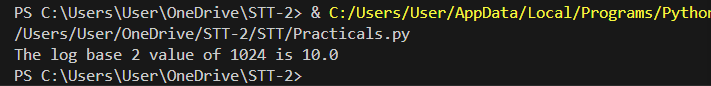 PS C:\Users\User\OneDrive\STT-2> & C:/Users/User/AppData/Local/Programs/Python
/Users/User/OneDrive/STT-2/STT/Practicals.py
The log base 2 value of 1024 is 10.0
PS C:\Users\User\OneDrive\STT-2>